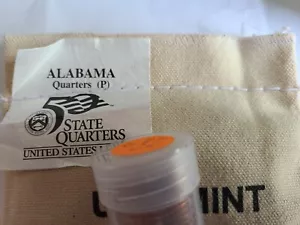 ALABAMA
Quarters (P)
50
STATE
QUARTERS
UNITED STATES
U MINT